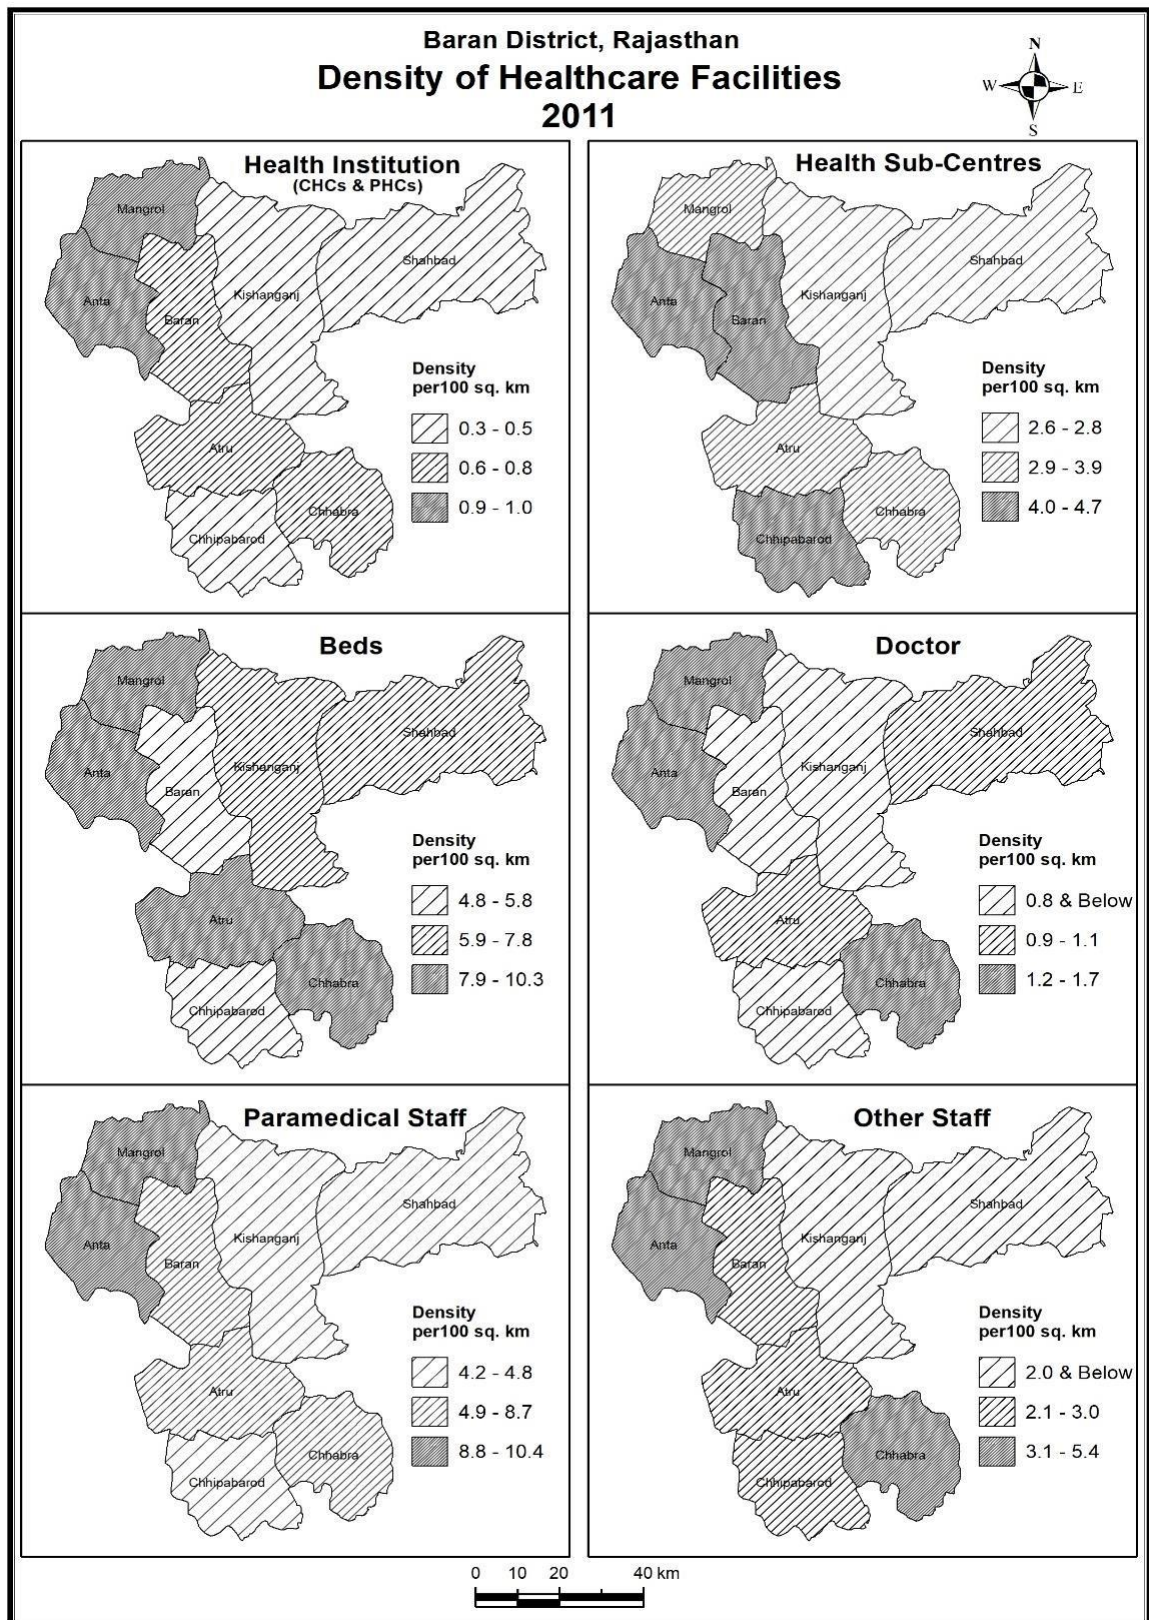 Baran District, Rajasthan
Density of Healthcare Facilities
2011
N
W E
S
Health Institution
(CHCs & PHCs)
Mangrol
Shahbad
Kishanganj
Anta
Baran
Atru
Chhabra
Chhipabarod
Density
per100 sq. km
0.3 - 0.5
0.6 - 0.8
0.9 - 1.0
Health Sub-Centres
Mangrol
Shahbad
Kishanganj
Anta
Baran
Atru
Chhabra
Chhipabarod
Density
per100 sq. km
2.6 - 2.8
2.9 - 3.9
4.0 - 4.7
Beds
Mangrol
Shahbad
Kishanganj
Anta
Baran
Atru
Chhabra
Chhipabarod
Density
per100 sq. km
4.8 - 5.8
5.9 - 7.8
7.9 - 10.3
Doctor
Mangrol
Shahbad
Kishanganj
Anta
Baran
Atru
Chhabra
Chhipabarod
Density
per100 sq. km
0.8 & Below
0.9 - 1.1
1.2 - 1.7
Paramedical Staff
Mangrol
Shahbad
Kishanganj
Anta
Baran
Atru
Chhabra
Chhipabarod
Density
per100 sq. km
4.2 - 4.8
4.9 - 8.7
8.8 - 10.4
Other Staff
Mangrol
Shahbad
Kishanganj
Anta
Baran
Atru
Chhabra
Chhipabarod
Density
per100 sq. km
2.0 & Below
2.1 - 3.0
3.1 - 5.4
0 10 20 40 km